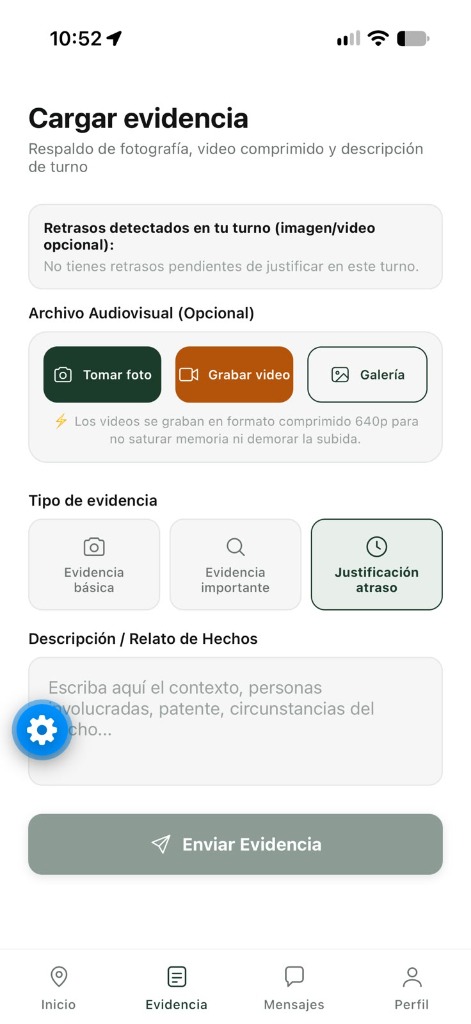 10:52
Cargar evidencia
Respaldo de fotografía, video comprimido y descripción
de turno
Retrasos detectados en tu turno (imagen/video
opcional):
No tienes retrasos pendientes de justificar en este turno.
Archivo Audiovisual (Opcional)
Tomar foto
Grabar video
Galería
⚡ Los videos se graban en formato comprimido 640p para
no saturar memoria ni demorar la subida.
Tipo de evidencia
Evidencia
básica
Evidencia
importante
Justificación
atraso
Descripción / Relato de Hechos
Escriba aquí el contexto, personas
volucradas, patente, circunstancias del
cho...
Enviar Evidencia
Inicio
Evidencia
Mensajes
Perfil